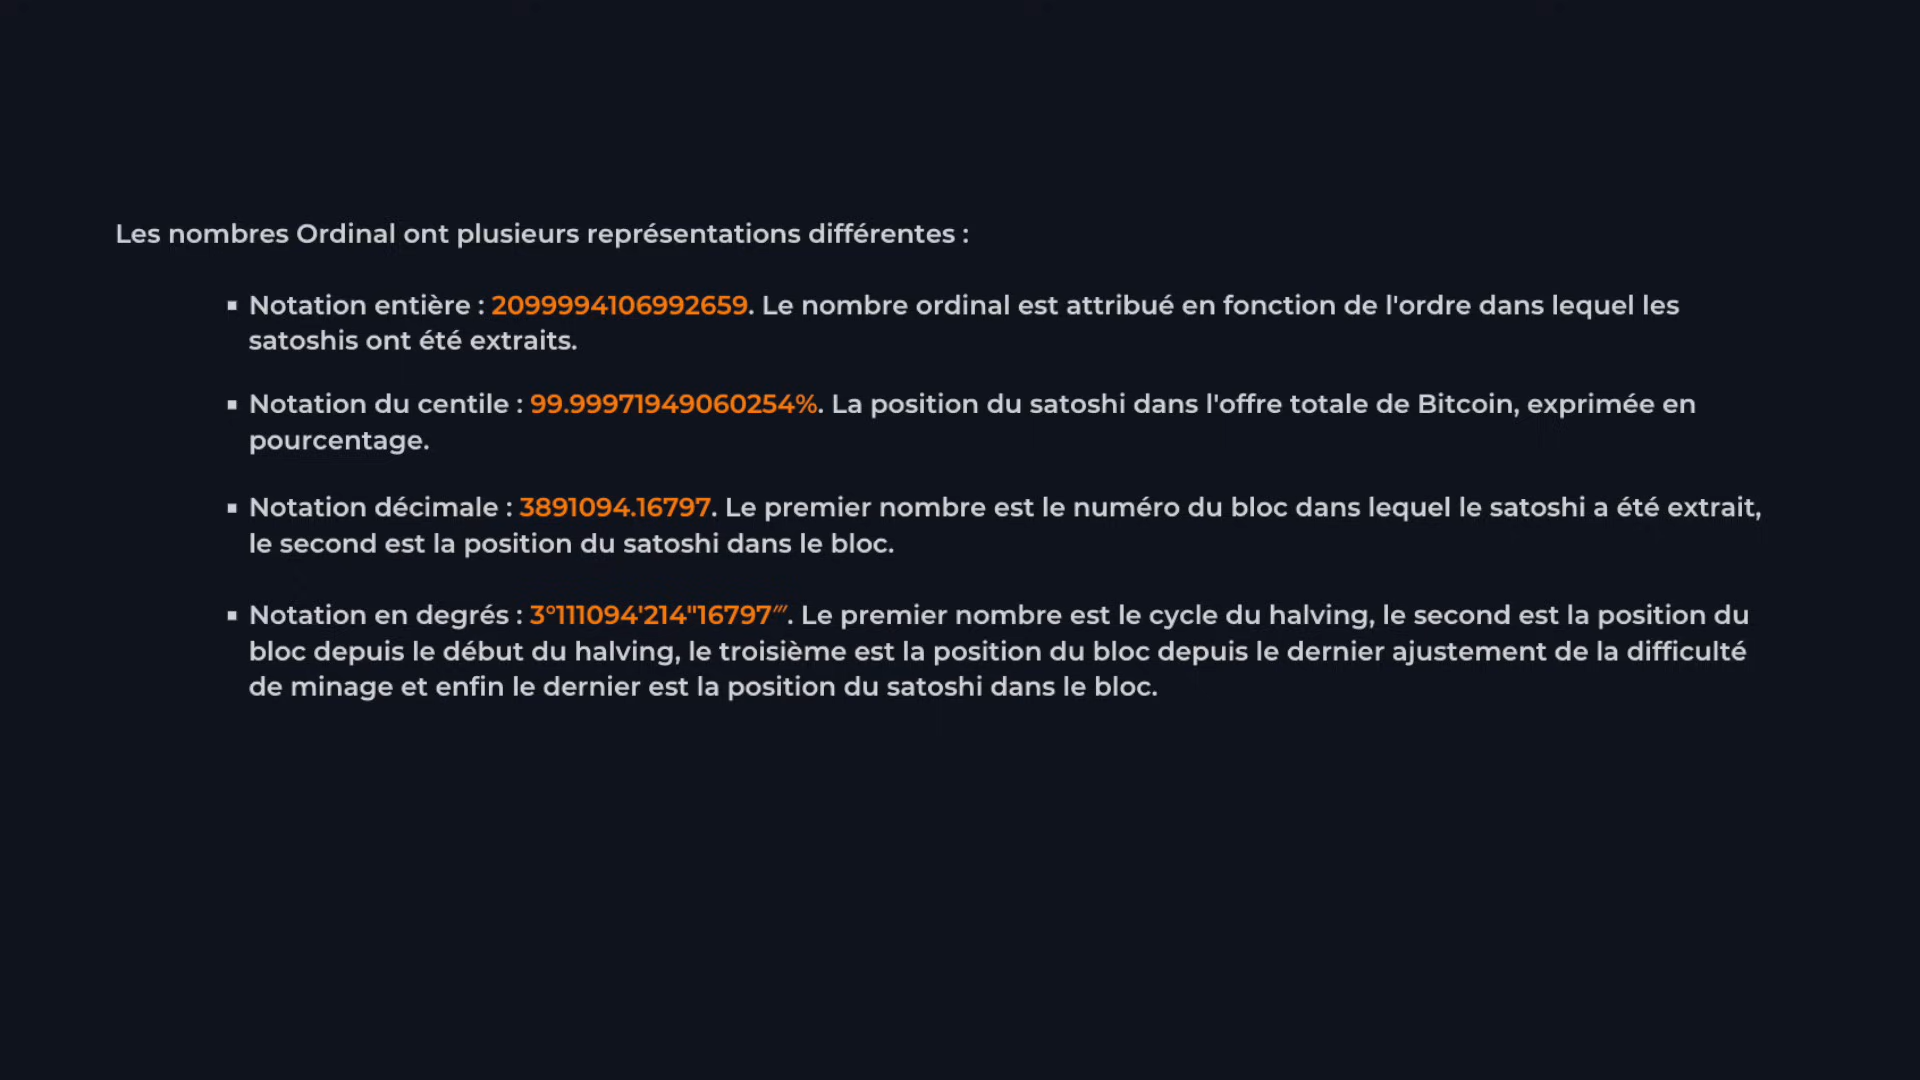 Les nombres Ordinal ont plusieurs représentations différentes :
▪ Notation entière : 2099994106992659. Le nombre ordinal est attribué en fonction de l'ordre dans lequel les
satoshis ont été extraits.
▪ Notation du centile : 99.99971949060254%. La position du satoshi dans l'offre totale de Bitcoin, exprimée en
pourcentage.
▪ Notation décimale : 3891094.16797. Le premier nombre est le numéro du bloc dans lequel le satoshi a été extrait,
le second est la position du satoshi dans le bloc.
▪ Notation en degrés : 3°111094'214"16797‴. Le premier nombre est le cycle du halving, le second est la position du
bloc depuis le début du halving, le troisième est la position du bloc depuis le dernier ajustement de la difficulté
de minage et enfin le dernier est la position du satoshi dans le bloc.